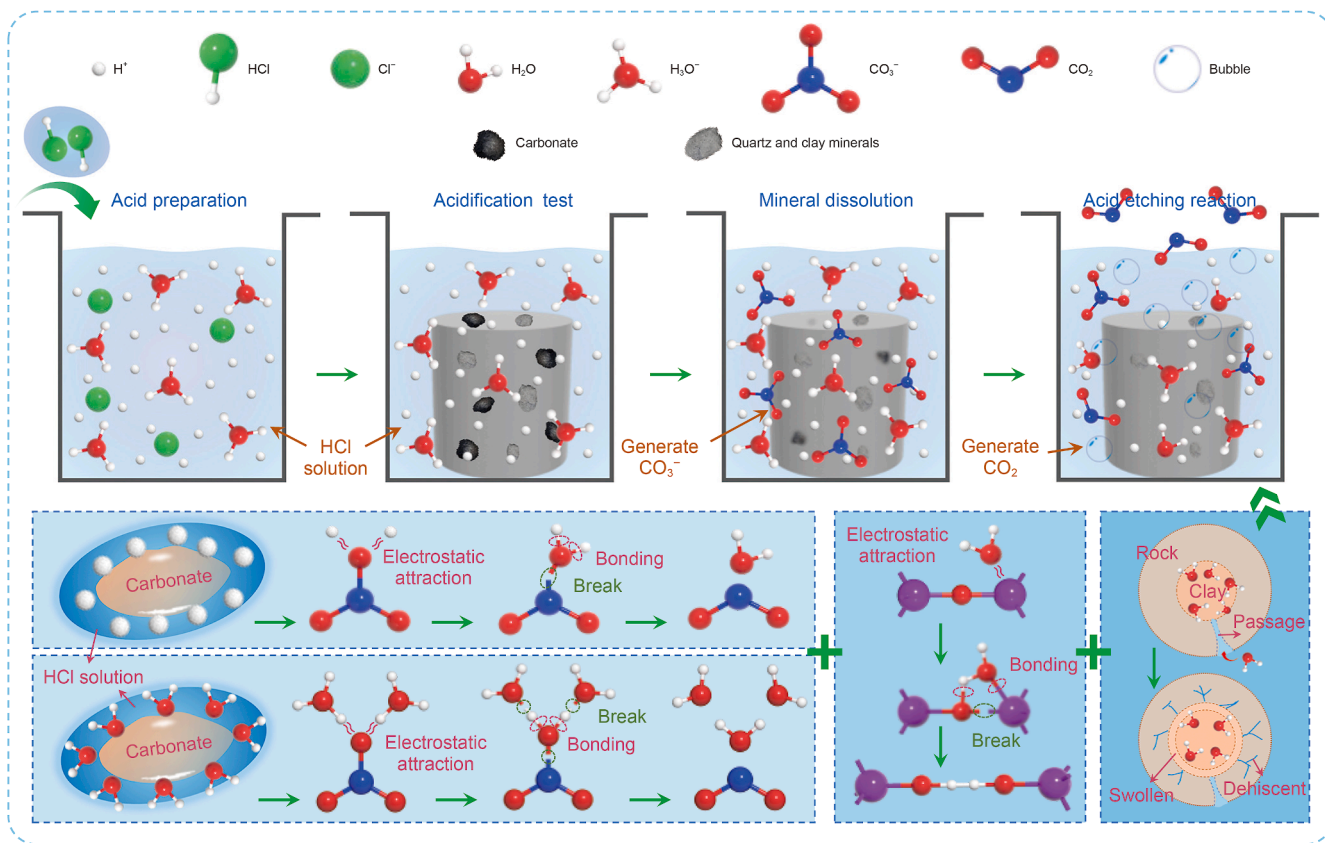 H⁺
HCl
Cl⁻
H₂O
H₃O⁻
CO₃⁻
CO₂
Bubble
Carbonate
Quartz and clay minerals
Acid preparation
Acidification test
Mineral dissolution
Acid etching reaction
HCl
solution
Generate
CO₃⁻
Generate
CO₂
Carbonate
Electrostatic
attraction
Bonding
Break
HCl solution
Carbonate
Electrostatic
attraction
Break
Bonding
Electrostatic
attraction
Bonding
Break
Rock
Clay
Passage
Swollen
Dehiscent